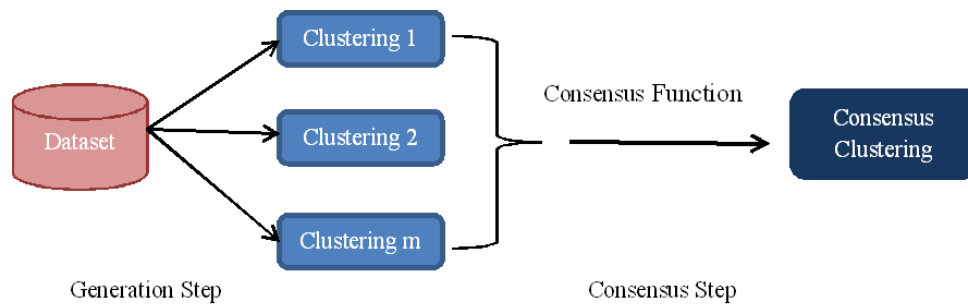 Clustering 1
Dataset
Clustering 2
Clustering m
Consensus Function
Consensus
Clustering
Generation Step
Consensus Step